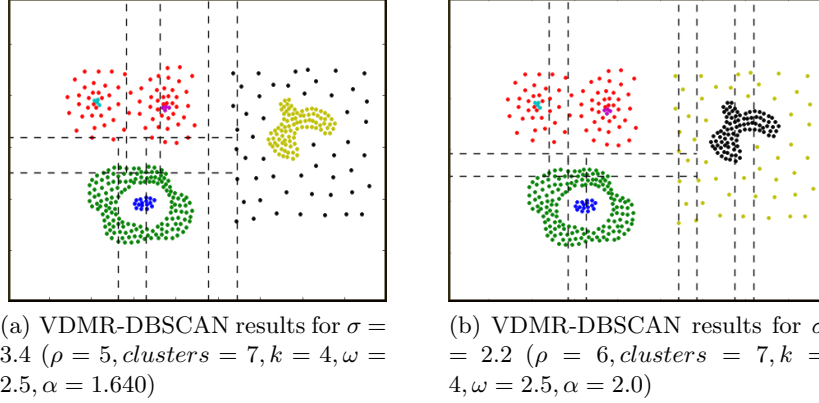 (a) VDMR-DBSCAN results for σ =
3.4 (ρ = 5, clusters = 7, k = 4, ω =
2.5, α = 1.640)
(b) VDMR-DBSCAN results for
= 2.2 (ρ = 6, clusters = 7, k =
4, ω = 2.5, α = 2.0)